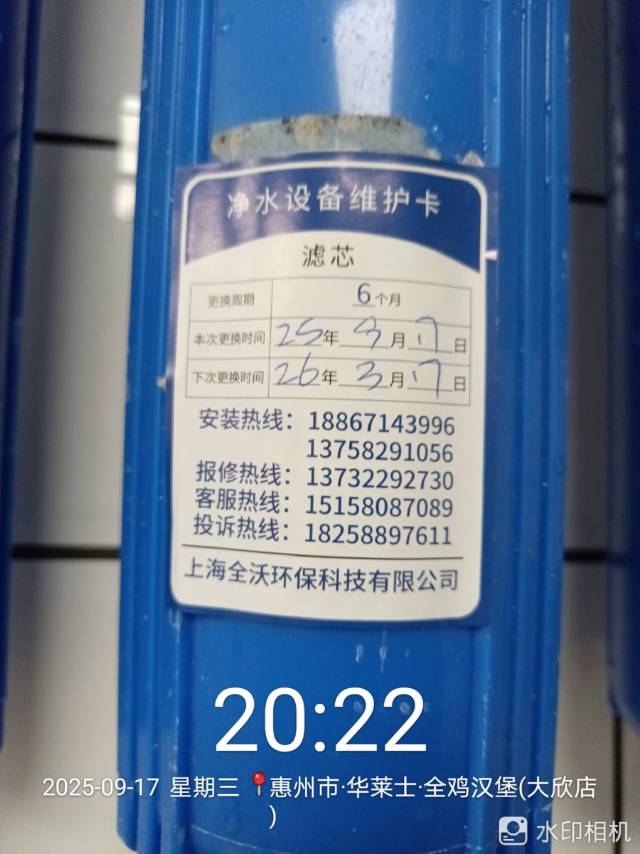 净水设备维护卡
滤芯
更换周期 6个月
本次更换时间 25年9月17日
下次更换时间 26年3月17日
安装热线：18867143996
13758291056
报修热线：13732292730
客服热线：15158087089
投诉热线：18258897611
上海全沃环保科技有限公司
20:22
2025-09-17 星期三 📍惠州市·华莱士·全鸡汉堡(大欣店
)
水印相机